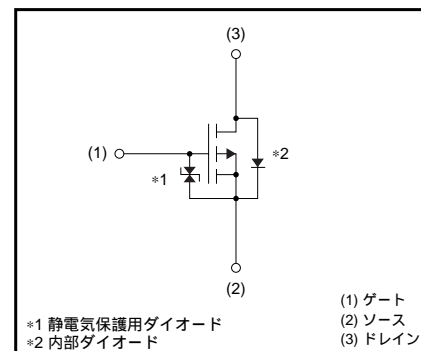 (3)
(1)
*2
*1
(2)
*1 静電気保護用ダイオード
*2 内部ダイオード
(1) ゲート
(2) ソース
(3) ドレイン